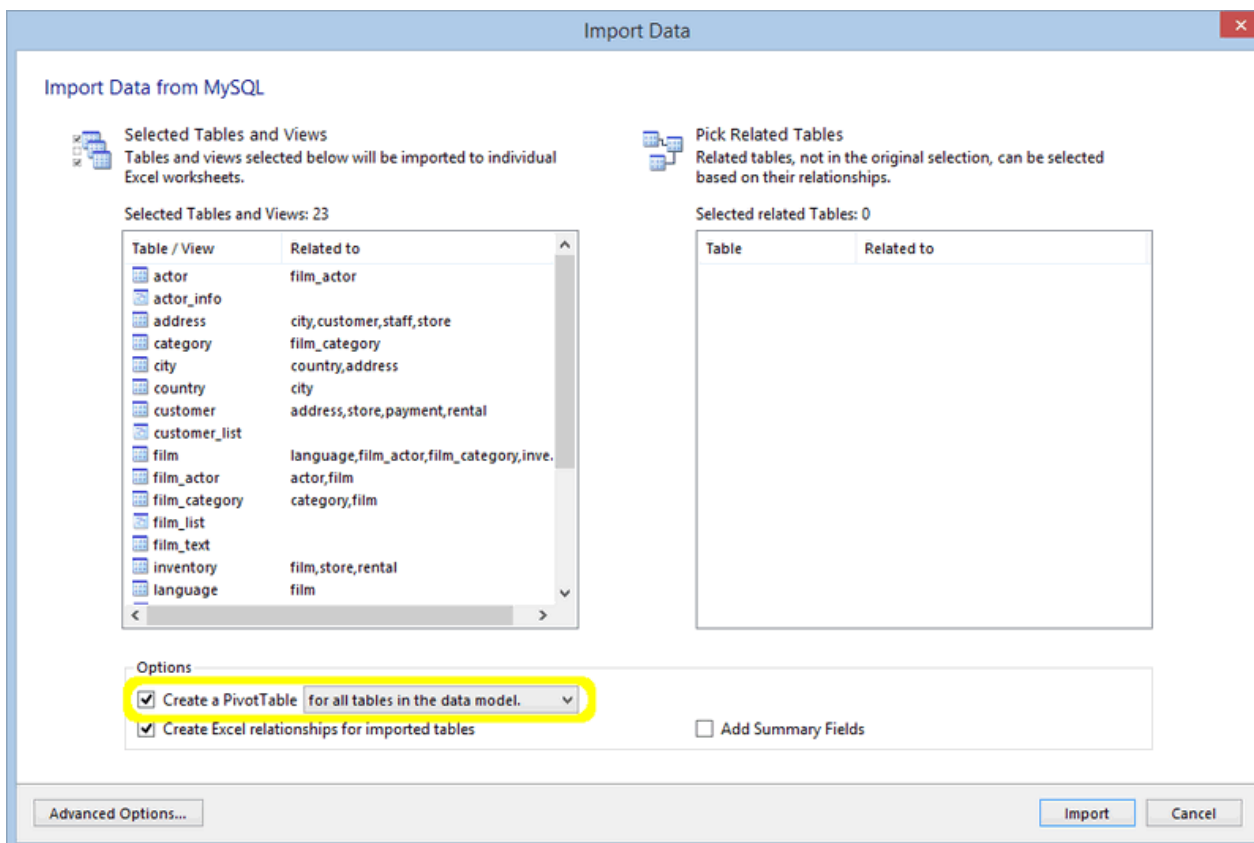 Import Data
Import Data from MySQL
Selected Tables and Views
Tables and views selected below will be imported to individual
Excel worksheets.
Selected Tables and Views: 23
Table / View Related to
actor film_actor
actor_info
address city,customer,staff,store
category film_category
city country,address
country city
customer address,store,payment,rental
customer_list
film language,film_actor,film_category,inve.
film_actor actor,film
film_category category,film
film_list
film_text
inventory film,store,rental
language film
Pick Related Tables
Related tables, not in the original selection, can be selected
based on their relationships.
Selected related Tables: 0
Table Related to
Options
Create a PivotTable for all tables in the data model.
Create Excel relationships for imported tables
Add Summary Fields
Advanced Options...
Import
Cancel